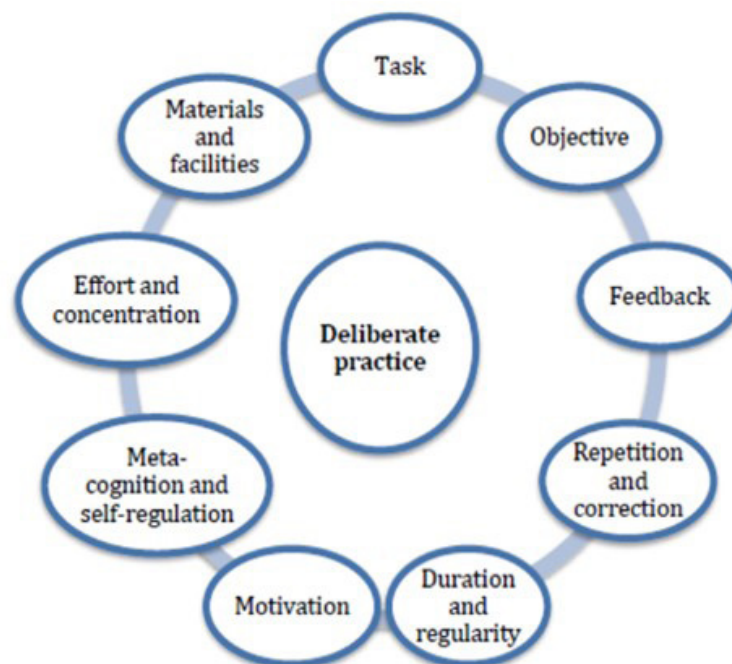 Task
Objective
Feedback
Repetition
and
correction
Duration
and
regularity
Motivation
Meta-
cognition and
self-regulation
Effort and
concentration
Materials
and
facilities
Deliberate
practice